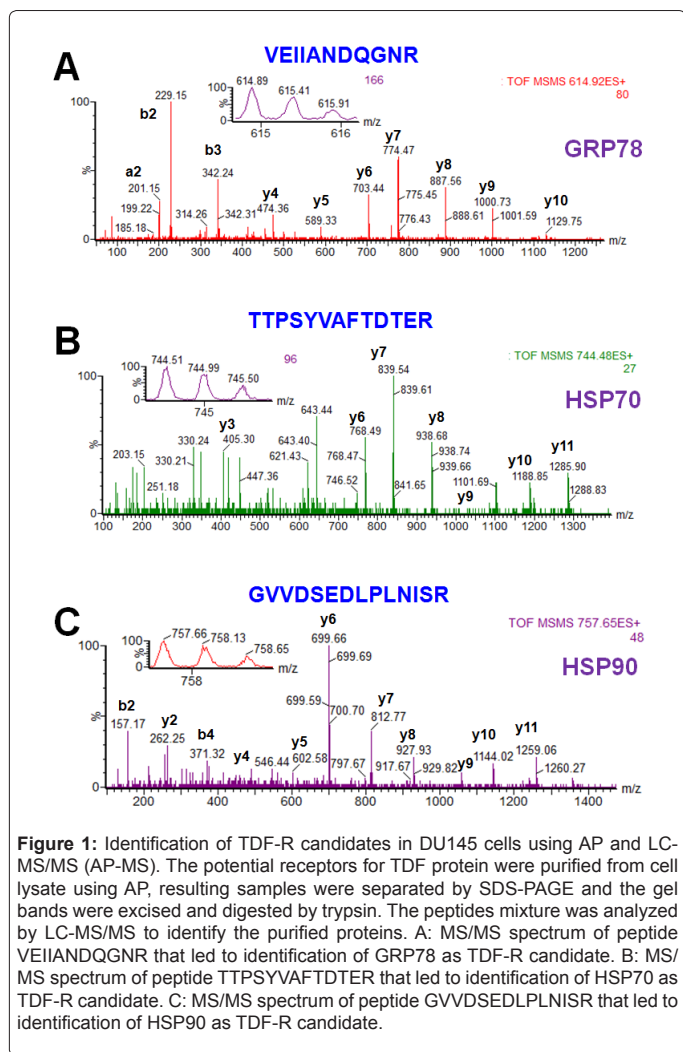 VEIIANDQGNR
A
614.89
615.41
615.91
166
615
616
m/z
: TOF MSMS 614.92ES+
80
GRP78
100
%
0
b2
229.15
a2
201.15
199.22
185.18
b3
342.24
314.26
342.31
y4
474.36
y5
589.33
y6
703.44
y7
774.47
775.45
776.43
y8
887.56
888.61
y9
1000.73
1001.59
y10
1129.75
m/z
100 200 300 400 500 600 700 800 900 1000 1100 1200
TTPSYVAFTDTER
B
744.51
744.99
745.50
96
100
%
0
745
m/z
: TOF MSMS 744.48ES+
27
HSP70
100
%
0
203.15
251.18
330.24
330.21
y3
405.30
447.36
643.44
643.40
621.43
y6
768.49
768.47
746.52
y7
839.54
839.61
841.65
y8
938.68
938.74
939.66
y9
1101.69
y10
1188.85
y11
1285.90
1288.83
m/z
100 200 300 400 500 600 700 800 900 1000 1100 1200 1300
GVVDSEDLPLNISR
C
757.66
758.13
758.65
100
%
0
758
m/z
TOF MSMS 757.65ES+
48
HSP90
100
%
0
b2
157.17
y2
262.25
b4
371.32
y4
546.44
y5
602.58
y6
699.66
699.69
699.59
700.70
797.67
y7
812.77
917.67
y8
927.93
929.82
y9
y10
1144.02
y11
1259.06
1260.27
m/z
200 400 600 800 1000 1200 1400
Figure 1: Identification of TDF-R candidates in DU145 cells using AP and LC-
MS/MS (AP-MS). The potential receptors for TDF protein were purified from cell
lysate using AP, resulting samples were separated by SDS-PAGE and the gel
bands were excised and digested by trypsin. The peptides mixture was analyzed
by LC-MS/MS to identify the purified proteins. A: MS/MS spectrum of peptide
VEIIANDQGNR that led to identification of GRP78 as TDF-R candidate. B: MS/
MS spectrum of peptide TTPSYVAFTDTER that led to identification of HSP70 as
TDF-R candidate. C: MS/MS spectrum of peptide GVVDSEDLPLNISR that led to
identification of HSP90 as TDF-R candidate.